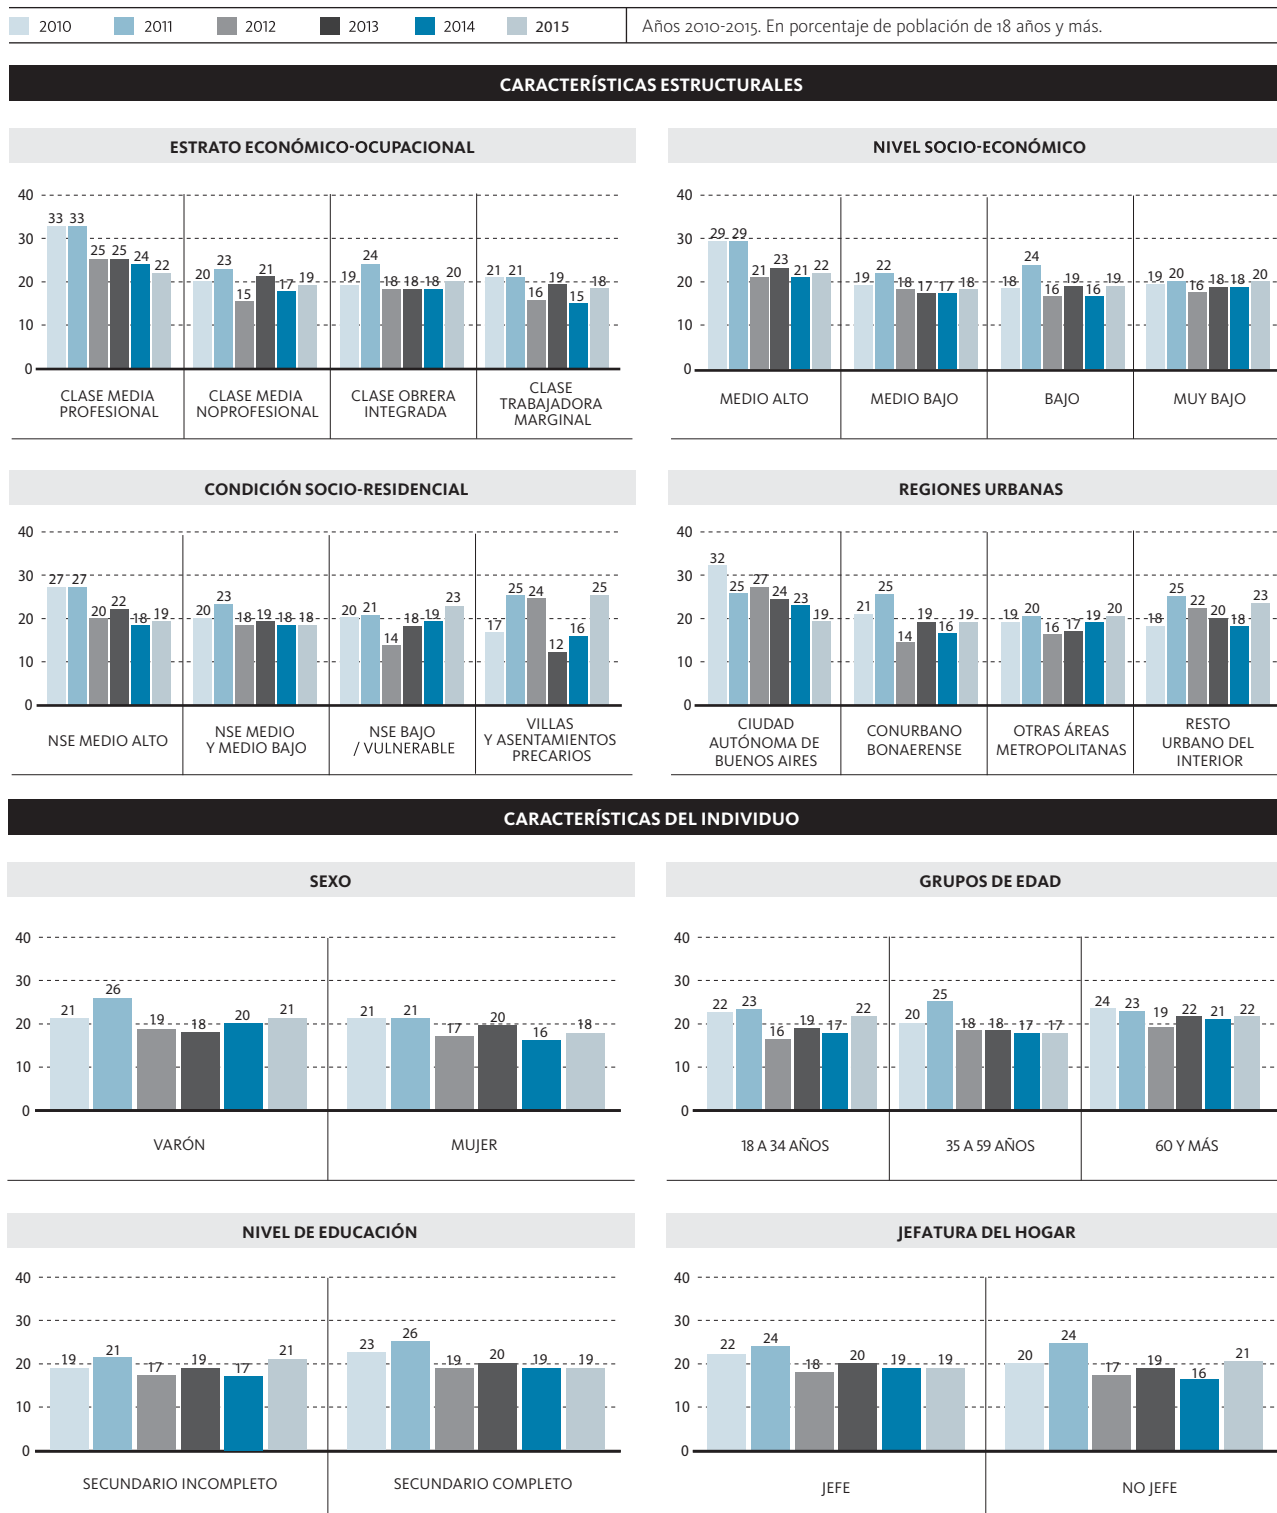 2010 2011 2012 2013 2014 2015 Años 2010-2015. En porcentaje de población de 18 años y más.
CARACTERÍSTICAS ESTRUCTURALES
ESTRATO ECONÓMICO-OCUPACIONAL
40
30
20
10
0
33 33 25 25 24 22
20 23 15 21 17 19
19 24 18 18 18 20
21 21 16 19 15 18
CLASE MEDIA
PROFESIONAL
CLASE MEDIA
NOPROFESIONAL
CLASE OBRERA
INTEGRADA
CLASE
TRABAJADORA
MARGINAL
NIVEL SOCIO-ECONÓMICO
40
30
20
10
0
29 29 21 23 21 22
19 22 18 17 17 18
18 24 16 19 16 19
19 20 16 18 18 20
MEDIO ALTO
MEDIO BAJO
BAJO
MUY BAJO
CONDICIÓN SOCIO-RESIDENCIAL
40
30
20
10
0
27 27 20 22 18 19
20 23 18 19 18 18
20 21 14 18 19 23
17 25 24 12 16 25
NSE MEDIO ALTO
NSE MEDIO
Y MEDIO BAJO
NSE BAJO
/ VULNERABLE
VILLAS
Y ASENTAMIENTOS
PRECARIOS
REGIONES URBANAS
40
30
20
10
0
32 25 27 24 23 19
21 25 14 19 16 19
19 20 16 17 19 20
18 25 22 20 18 23
CIUDAD
AUTÓNOMA DE
BUENOS AIRES
CONURBANO
BONAERENSE
OTRAS ÁREAS
METROPOLITANAS
RESTO
URBANO DEL
INTERIOR
CARACTERÍSTICAS DEL INDIVIDUO
SEXO
40
30
20
10
0
21 26 19 18 20 21
21 21 17 20 16 18
VARÓN
MUJER
GRUPOS DE EDAD
40
30
20
10
0
22 23 16 19 17 22
20 25 18 18 17 17
24 23 19 22 21 22
18 A 34 AÑOS
35 A 59 AÑOS
60 Y MÁS
NIVEL DE EDUCACIÓN
40
30
20
10
0
19 21 17 19 17 21
23 26 19 20 19 19
SECUNDARIO INCOMPLETO
SECUNDARIO COMPLETO
JEFATURA DEL HOGAR
40
30
20
10
0
22 24 18 20 19 19
20 24 17 19 16 21
JEFE
NO JEFE